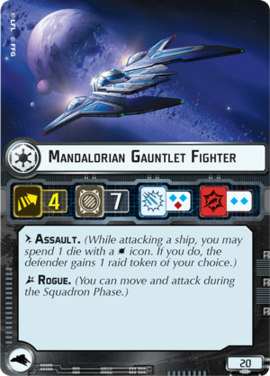 ©LFL ©FFG
MANDALORIAN GAUNTLET FIGHTER
4
7
ASSAULT. (While attacking a ship, you may
spend 1 die with a icon. If you do, the
defender gains 1 raid token of your choice.)
ROGUE. (You can move and attack during
the Squadron Phase.)
20